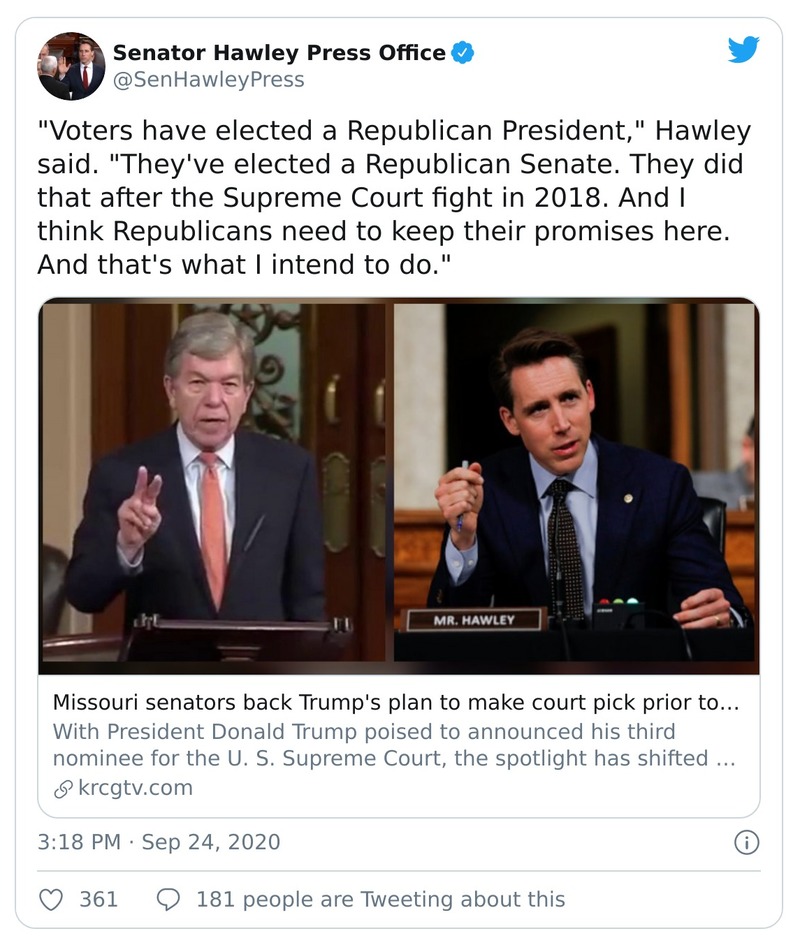 Senator Hawley Press Office
@SenHawleyPress
"Voters have elected a Republican President," Hawley
said. "They've elected a Republican Senate. They did
that after the Supreme Court fight in 2018. And I
think Republicans need to keep their promises here.
And that's what I intend to do."
MR. HAWLEY
Missouri senators back Trump's plan to make court pick prior to...
With President Donald Trump poised to announced his third
nominee for the U. S. Supreme Court, the spotlight has shifted ...
krcgtv.com
3:18 PM · Sep 24, 2020
361 181 people are Tweeting about this